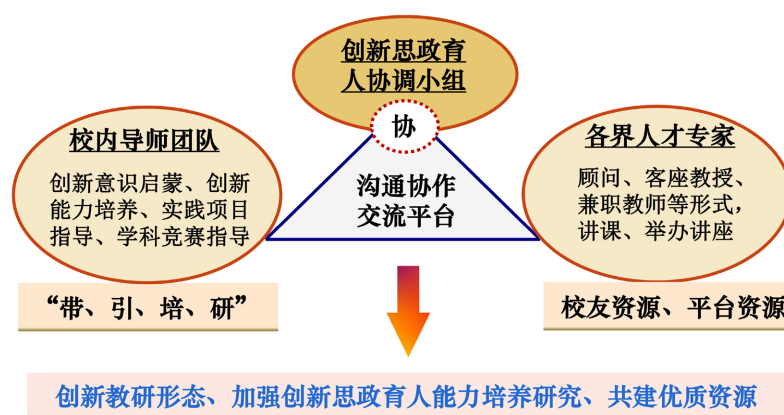 创新思政育
人协调小组
协
校内导师团队
创新意识启蒙、创新
能力培养、实践项目
指导、学科竞赛指导
沟通协作
交流平台
各界人才专家
顾问、客座教授、
兼职教师等形式，
讲课、举办讲座
“带、引、培、研”
校友资源、平台资源
创新教研形态、加强创新思政育人能力培养研究、共建优质资源